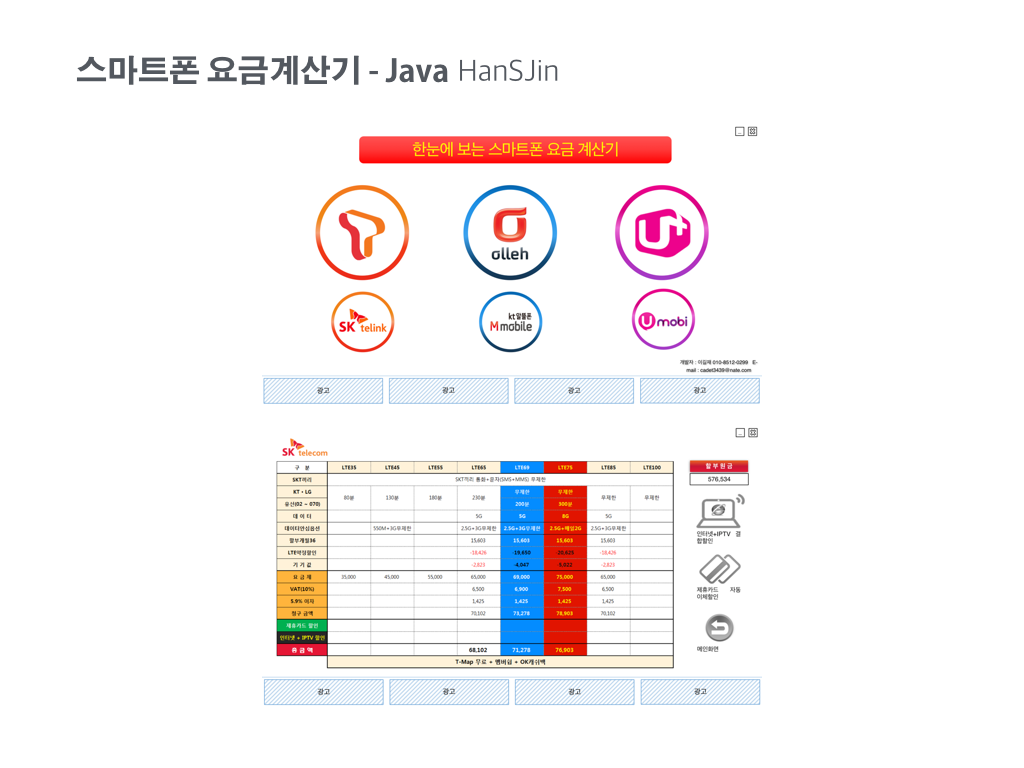 스마트폰 요금계산기 - Java HanSJin
한눈에 보는 스마트폰 요금 계산기
olleh
SK telink
kt 알뜰폰
M mobile
U mobi
개발자 : 이길재 010-8512-0299 E-
mail : cadet3439@nate.com
광고 광고 광고 광고
SK telecom
구 분 LTE35 LTE45 LTE55 LTE65 LTE69 LTE75 LTE85 LTE100
할부원금
576,534
SKT끼리 SKT끼리 통화+문자(SMS+MMS) 무제한
KT · LG 무제한 무제한
80분 130분 180분 230분 무제한 무제한
유선(02 ~ 070) 200분 300분
데 이 터 5G 5G 8G 5G
데이터안심옵션 550M+3G무제한 2.5G+3G무제한 2.5G+3G무제한 2.5G+매일2G 2.5G+3G무제한
할부개월36 15,603 15,603 15,603 15,603
LTE약정할인 -18,426 -19,650 -18,426
기 기 값 -2,823 -4,047 -2,823
요 금 제 35,000 45,000 55,000 65,000 69,000 75,000 65,000
VAT(10%) 6,500 6,900 7,500 6,500
5.9% 이자 1,425 1,425 1,425 1,425
청구 금액 70,102 73,278 78,903 70,102
제휴카드 할인
인터넷 + IPTV 할인
총 금 액 68,102 71,278 76,903
T-Map 무료 + 멤버쉽 + OK캐쉬백
인터넷+IPTV 결
합할인
제휴카드 자동
이체할인
메인화면
광고 광고 광고 광고